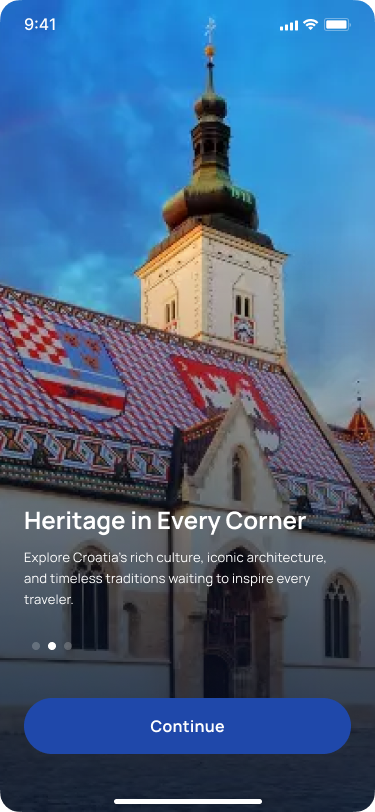 9:41
Heritage in Every Corner
Explore Croatia's rich culture, iconic architecture,
and timeless traditions waiting to inspire every
traveler.
Continue